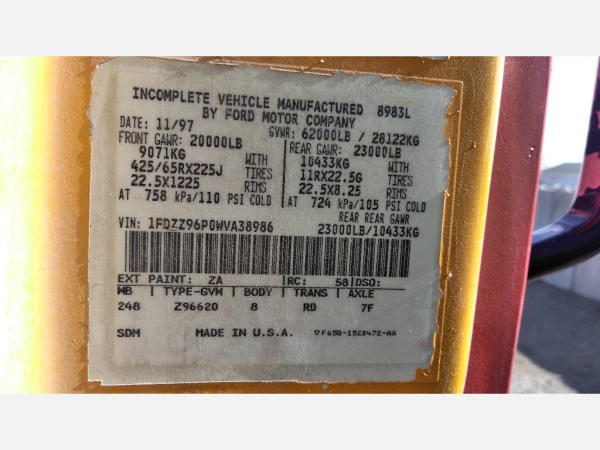 INCOMPLETE VEHICLE MANUFACTURED 8983L
BY FORD MOTOR COMPANY
DATE: 11/97 GVWR: 62000LB / 28122KG
FRONT GAWR: 20000LB REAR GAWR: 23000LB
9071KG WITH 10433KG WITH
425/65RX225J TIRES 11RX22.5G TIRES
22.5X1225 RIMS 22.5X8.25 RIMS
AT 758 kPa/110 PSI COLD AT 724 kPa/105 PSI COLD
REAR REAR GAWR
VIN: 1FDZZ96P0WVA38986 23000LB/10433KG
EXT PAINT: ZA RC: 58 DSO:
WB TYPE-GVW BODY TRANS AXLE
248 Z96620 8 RD 7F
SDM MADE IN U.S.A. F65B-1520472-AA